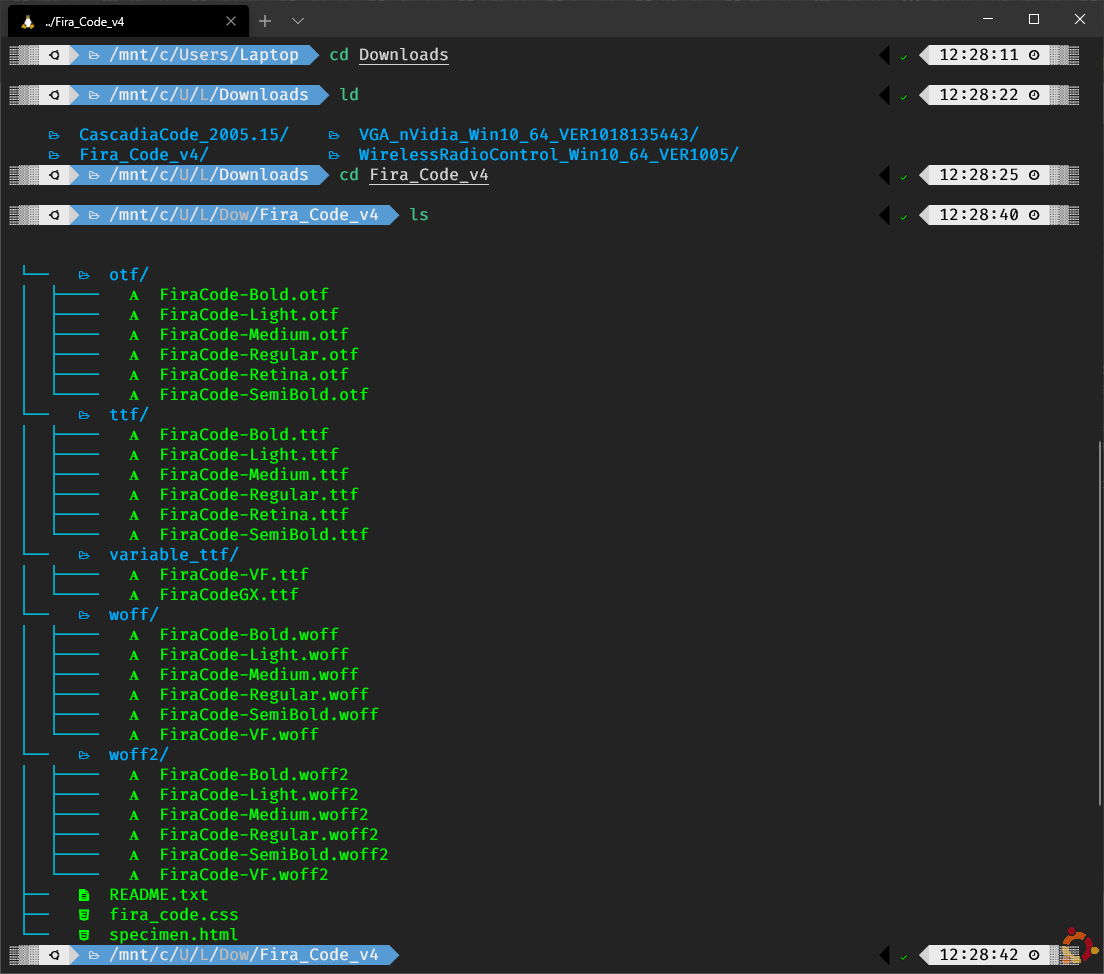 ../Fira_Code_v4
/mnt/c/Users/Laptop cd Downloads 12:28:11
/mnt/c/U/L/Downloads ld 12:28:22
CascadiaCode_2005.15/ VGA_nVidia_Win10_64_VER1018135443/
Fira_Code_v4/ WirelessRadioControl_Win10_64_VER1005/
/mnt/c/U/L/Downloads cd Fira_Code_v4 12:28:25
/mnt/c/U/L/Dow/Fira_Code_v4 ls 12:28:40
otf/
FiraCode-Bold.otf
FiraCode-Light.otf
FiraCode-Medium.otf
FiraCode-Regular.otf
FiraCode-Retina.otf
FiraCode-SemiBold.otf
ttf/
FiraCode-Bold.ttf
FiraCode-Light.ttf
FiraCode-Medium.ttf
FiraCode-Regular.ttf
FiraCode-Retina.ttf
FiraCode-SemiBold.ttf
variable_ttf/
FiraCode-VF.ttf
FiraCodeGX.ttf
woff/
FiraCode-Bold.woff
FiraCode-Light.woff
FiraCode-Medium.woff
FiraCode-Regular.woff
FiraCode-SemiBold.woff
FiraCode-VF.woff
woff2/
FiraCode-Bold.woff2
FiraCode-Light.woff2
FiraCode-Medium.woff2
FiraCode-Regular.woff2
FiraCode-SemiBold.woff2
FiraCode-VF.woff2
README.txt
fira_code.css
specimen.html
/mnt/c/U/L/Dow/Fira_Code_v4 12:28:42